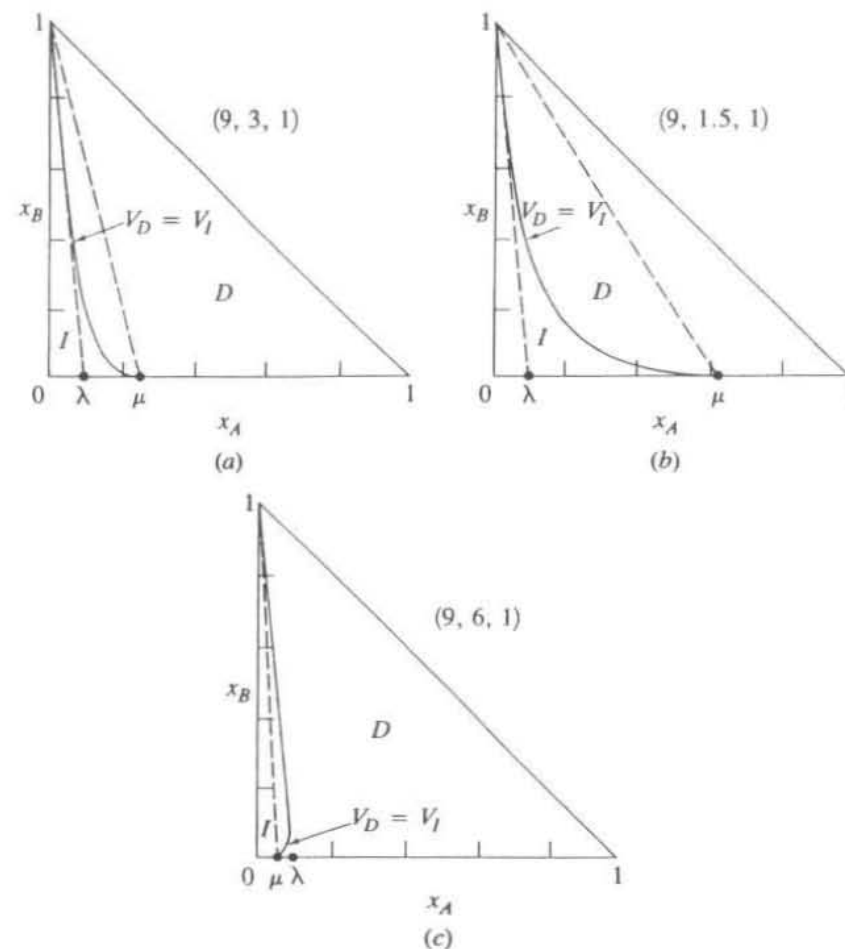 1
(9, 3, 1)
x_B
V_D = V_I
D
I
0
λ
μ
1
x_A
(a)
1
(9, 1.5, 1)
x_B
V_D = V_I
D
I
0
λ
μ
1
x_A
(b)
1
(9, 6, 1)
x_B
D
I
V_D = V_I
0
μ
λ
1
x_A
(c)